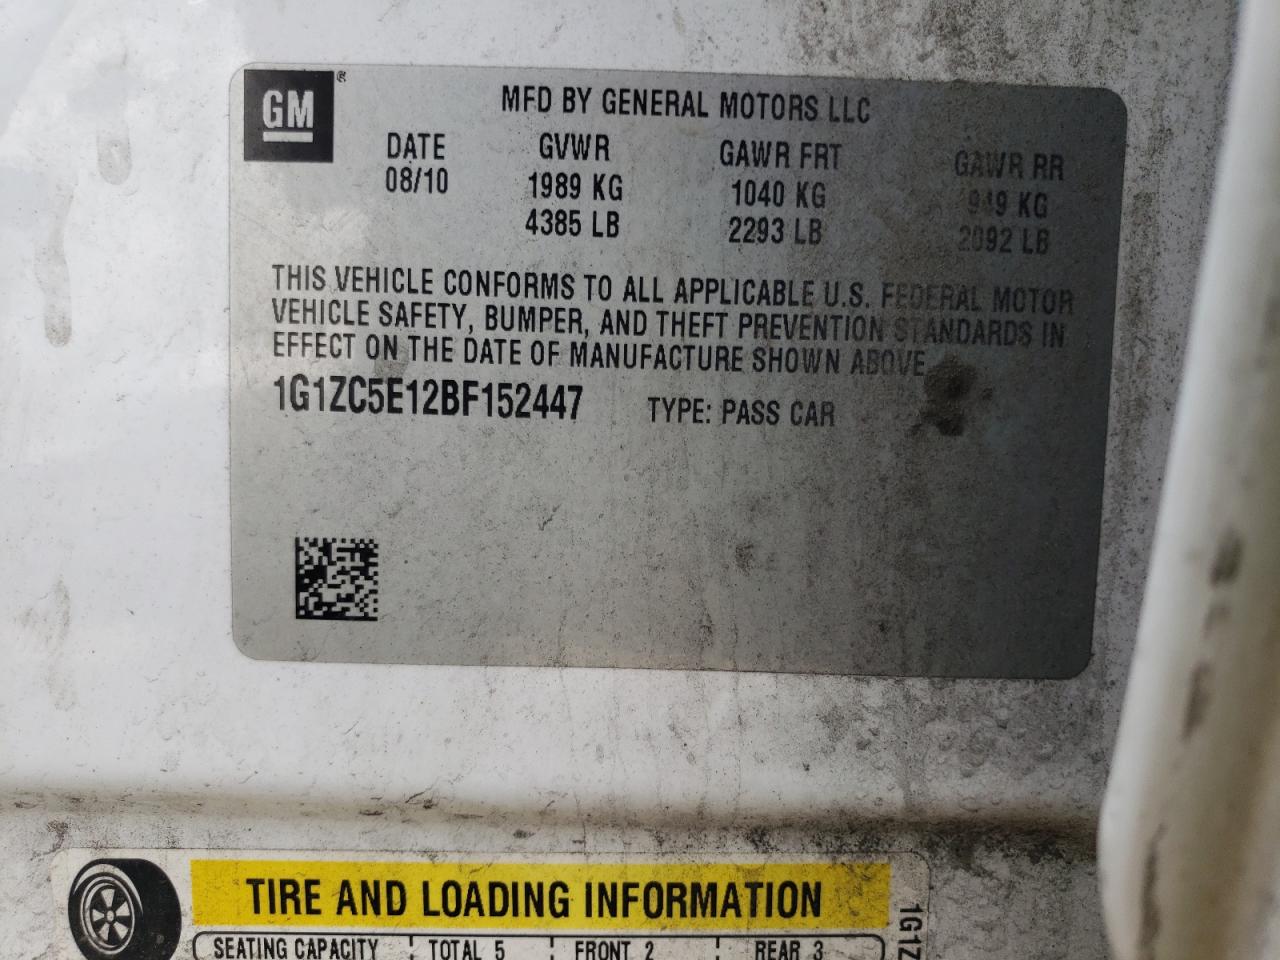 GM
MFD BY GENERAL MOTORS LLC
DATE GVWR GAWR FRT GAWR RR
08/10 1989 KG 1040 KG 949 KG
4385 LB 2293 LB 2092 LB
THIS VEHICLE CONFORMS TO ALL APPLICABLE U.S. FEDERAL MOTOR
VEHICLE SAFETY, BUMPER, AND THEFT PREVENTION STANDARDS IN
EFFECT ON THE DATE OF MANUFACTURE SHOWN ABOVE.
1G1ZC5E12BF152447 TYPE: PASS CAR
TIRE AND LOADING INFORMATION
SEATING CAPACITY TOTAL 5 FRONT 2 REAR 3
1G1Z